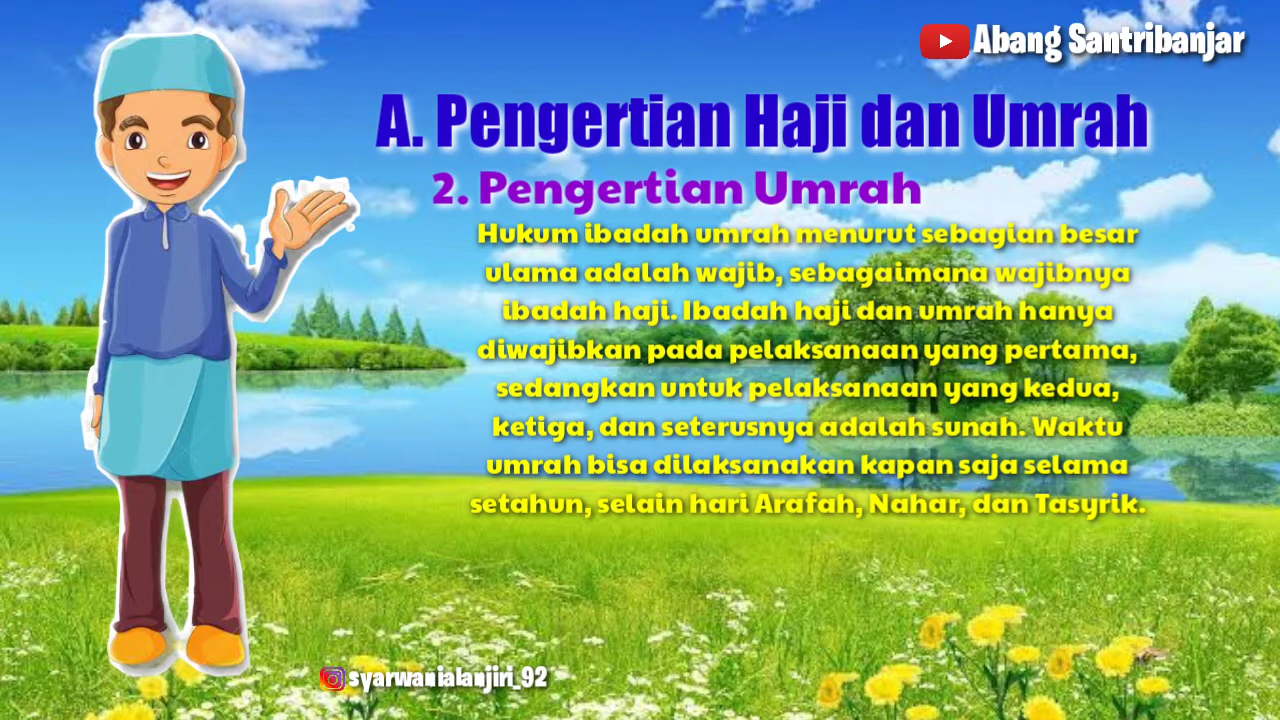 Abang Santribanjar
A. Pengertian Haji dan Umrah
2. Pengertian Umrah
Hukum ibadah umrah menurut sebagian besar
ulama adalah wajib, sebagaimana wajibnya
ibadah haji. Ibadah haji dan umrah hanya
diwajibkan pada pelaksanaan yang pertama,
sedangkan untuk pelaksanaan yang kedua,
ketiga, dan seterusnya adalah sunah. Waktu
umrah bisa dilaksanakan kapan saja selama
setahun, selain hari Arafah, Nahar, dan Tasyrik.
syarwanialanjiri_92